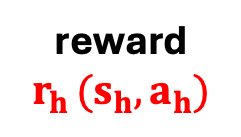 reward
rₕ (sₕ, aₕ)